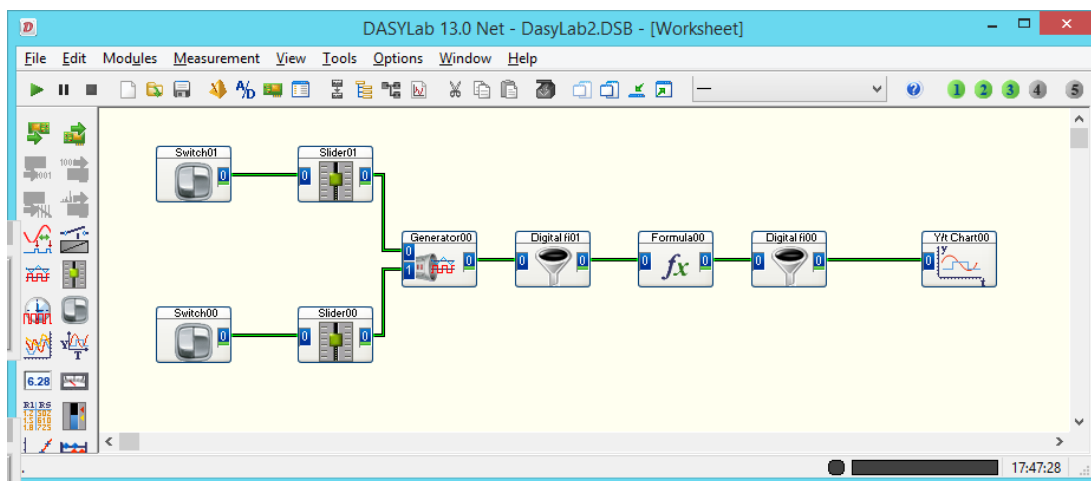 DASYLab 13.0 Net - DasyLab2.DSB - [Worksheet]
File Edit Modules Measurement View Tools Options Window Help
1 2 3 4 5
Switch01 Slider01
0 0 0
Generator00 Digital fi01 Formula00 Digital fi00 Y/t Chart00
0 1 0 0 0 0 fx 0 0 0 0 y t
Switch00 Slider00
0 0 0
6.28
17:47:28